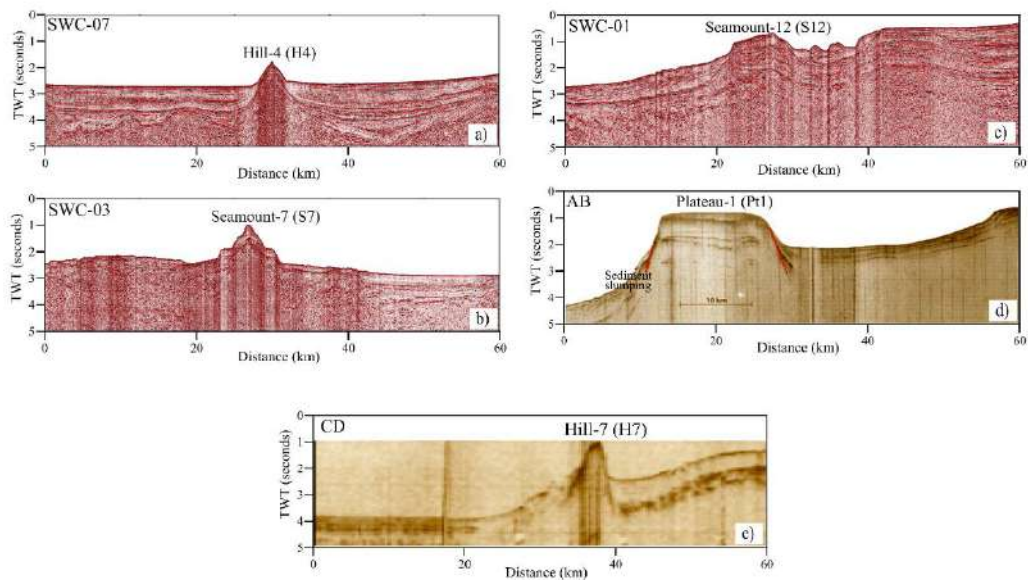 SWC-07
Hill-4 (H4)
TWT (seconds)
0
1
2
3
4
5
a)
0
20
40
60
Distance (km)
SWC-03
Seamount-7 (S7)
TWT (seconds)
0
1
2
3
4
5
b)
0
20
40
60
Distance (km)
SWC-01
Seamount-12 (S12)
TWT (seconds)
0
1
2
3
4
5
c)
0
20
40
60
Distance (km)
AB
Plateau-1 (Pt1)
TWT (seconds)
0
1
2
3
4
5
Sediment
slumping
10 km
d)
0
20
40
60
Distance (km)
CD
Hill-7 (H7)
TWT (seconds)
0
1
2
3
4
5
e)
0
20
40
60
Distance (km)